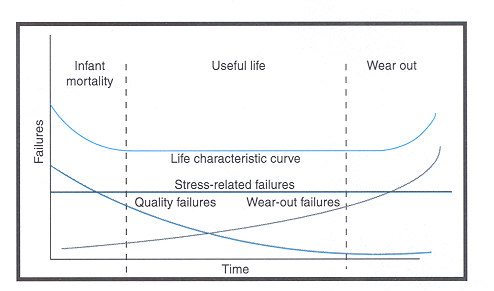 Infant
mortality
Useful life
Wear out
Failures
Life characteristic curve
Stress-related failures
Quality failures
Wear-out failures
Time